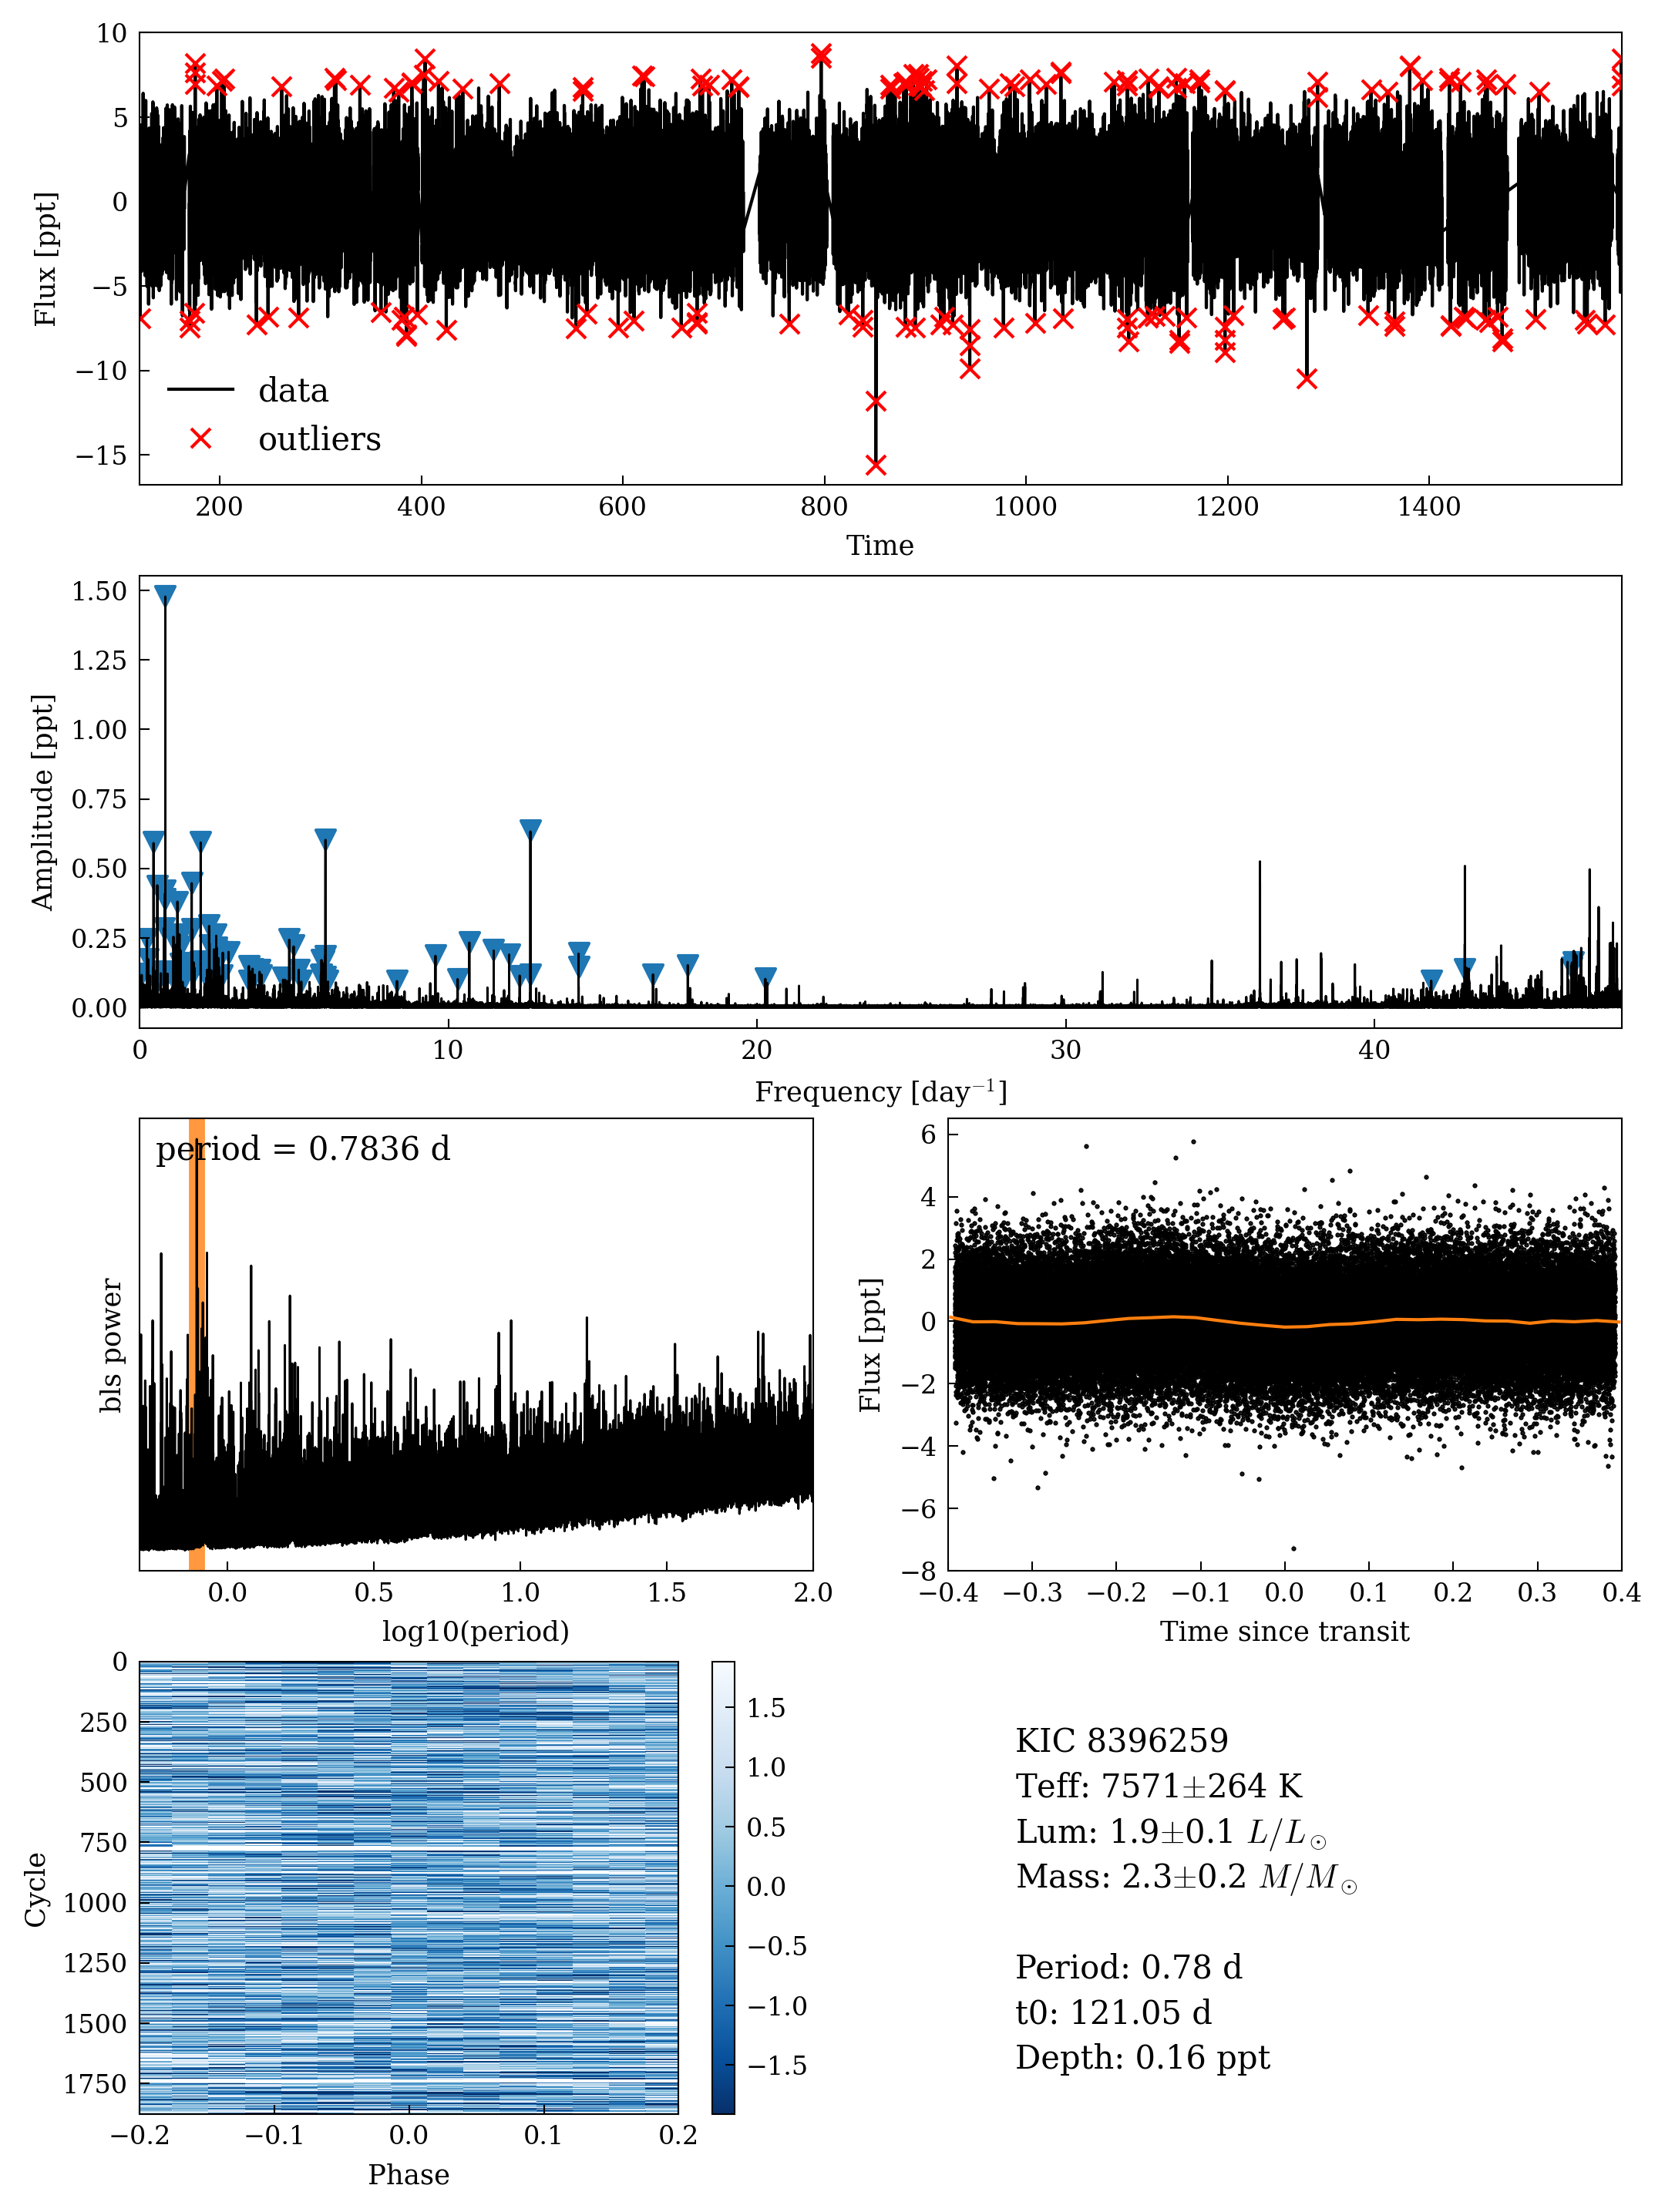 10
5
0
−5
−10
−15
Flux [ppt]
data
outliers
200 400 600 800 1000 1200 1400
Time
1.50
1.25
1.00
0.75
0.50
0.25
0.00
Amplitude [ppt]
0 10 20 30 40
Frequency [day⁻¹]
period = 0.7836 d
bls power
0.0 0.5 1.0 1.5 2.0
log10(period)
6
4
2
0
−2
−4
−6
−8
Flux [ppt]
−0.4 −0.3 −0.2 −0.1 0.0 0.1 0.2 0.3 0.4
Time since transit
0
250
500
750
1000
1250
1500
1750
Cycle
−0.2 −0.1 0.0 0.1 0.2
Phase
1.5
1.0
0.5
0.0
−0.5
−1.0
−1.5
KIC 8396259
Teff: 7571±264 K
Lum: 1.9±0.1 L/L⊙
Mass: 2.3±0.2 M/M⊙
Period: 0.78 d
t0: 121.05 d
Depth: 0.16 ppt